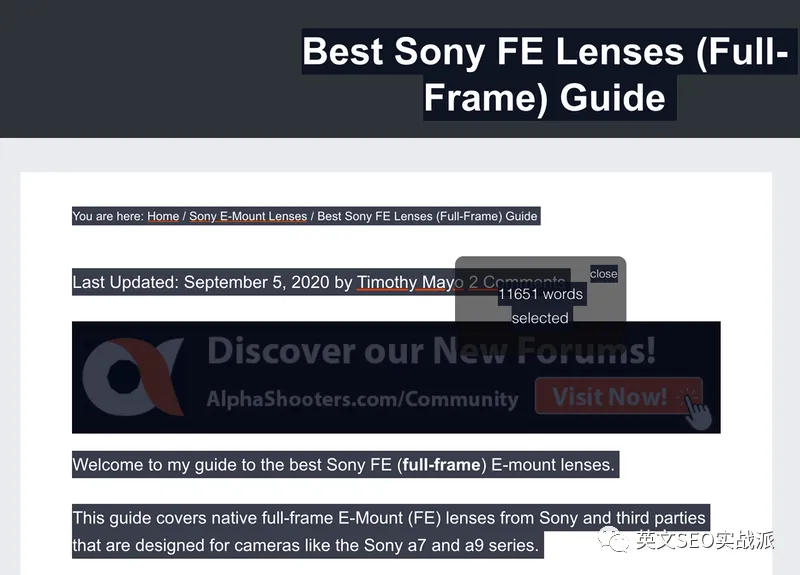 Best Sony FE Lenses (Full-
Frame) Guide
You are here: Home / Sony E-Mount Lenses / Best Sony FE Lenses (Full-Frame) Guide
Last Updated: September 5, 2020 by Timothy Mayo 2 Comments
close
11651 words
selected
Discover our New Forums!
AlphaShooters.com/Community
Visit Now!
Welcome to my guide to the best Sony FE (full-frame) E-mount lenses.
This guide covers native full-frame E-Mount (FE) lenses from Sony and third parties
that are designed for cameras like the Sony a7 and a9 series.
英文SEO实战派